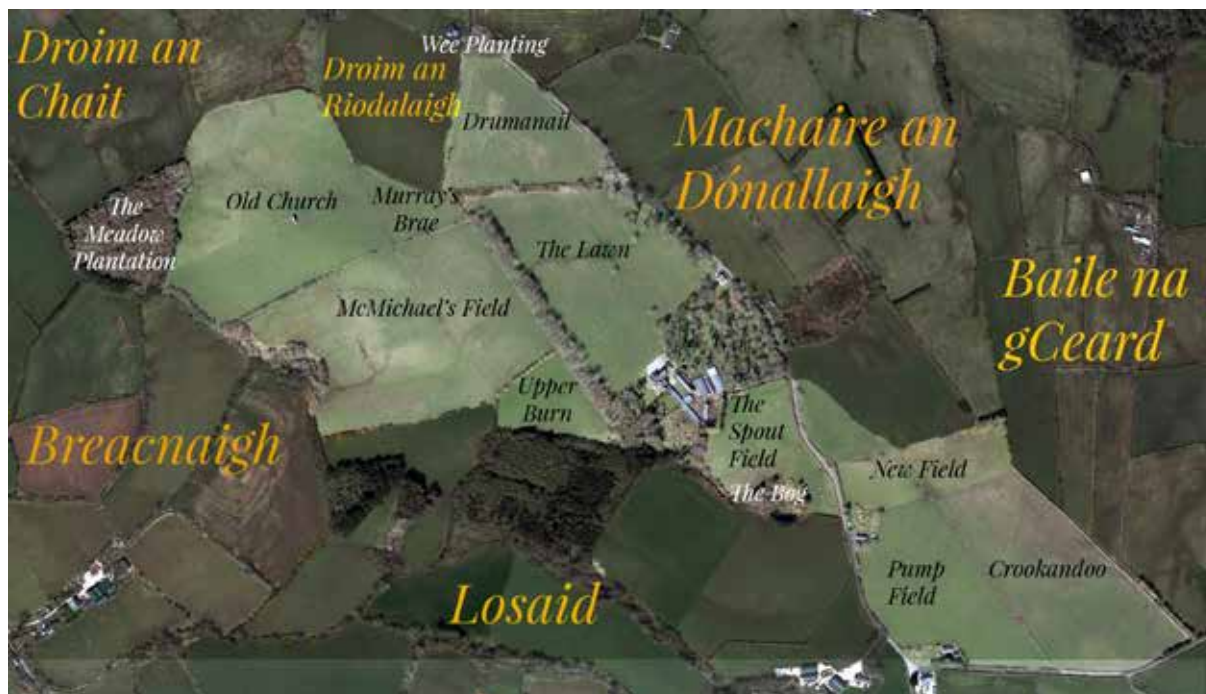 Droim an
Chait
Droim an
Riodalaigh
Wee Planting
Drumanail
Machaire an
Dónallaigh
The
Meadow
Plantation
Old Church
Murray's
Brae
The Lawn
McMichael's Field
Baile na
gCeard
Upper
Burn
The
Spout
Field
Breacnaigh
New Field
The Bog
Losaid
Pump
Field
Crookandoo